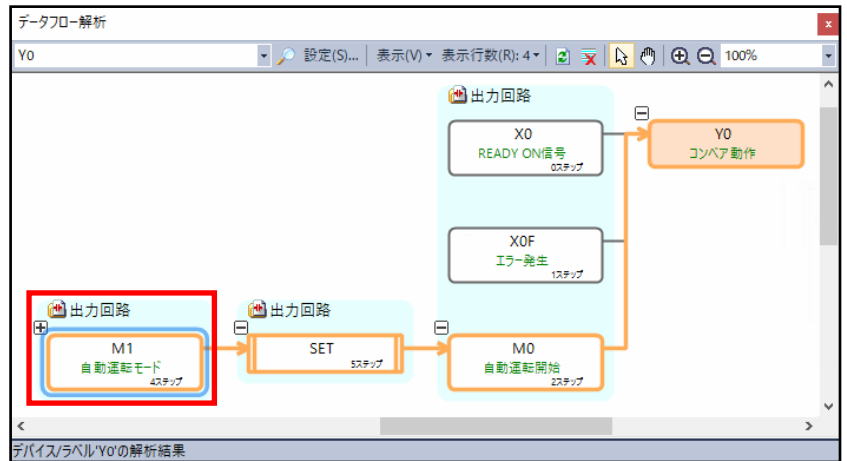 データフロー解析
Y0
設定(S)...
表示(V)
表示行数(R): 4
100%
出力回路
X0
READY ON信号
0ステップ
Y0
コンベア動作
X0F
エラー発生
1ステップ
出力回路
M1
自動運転モード
4ステップ
出力回路
SET
5ステップ
M0
自動運転開始
2ステップ
デバイス/ラベル'Y0'の解析結果